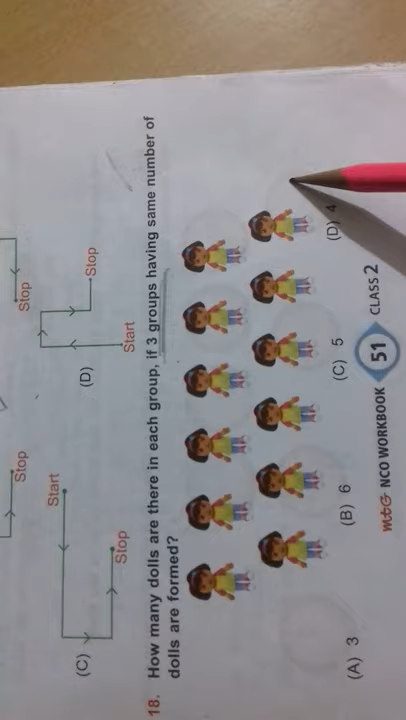 Stop
Stop
Start
Stop
(C)
Stop
Start
(D)
18. How many dolls are there in each group, if 3 groups having same number of
dolls are formed?
(A) 3 (B) 6 (C) 5 (D) 4
mtG NCO WORKBOOK 51 CLASS 2